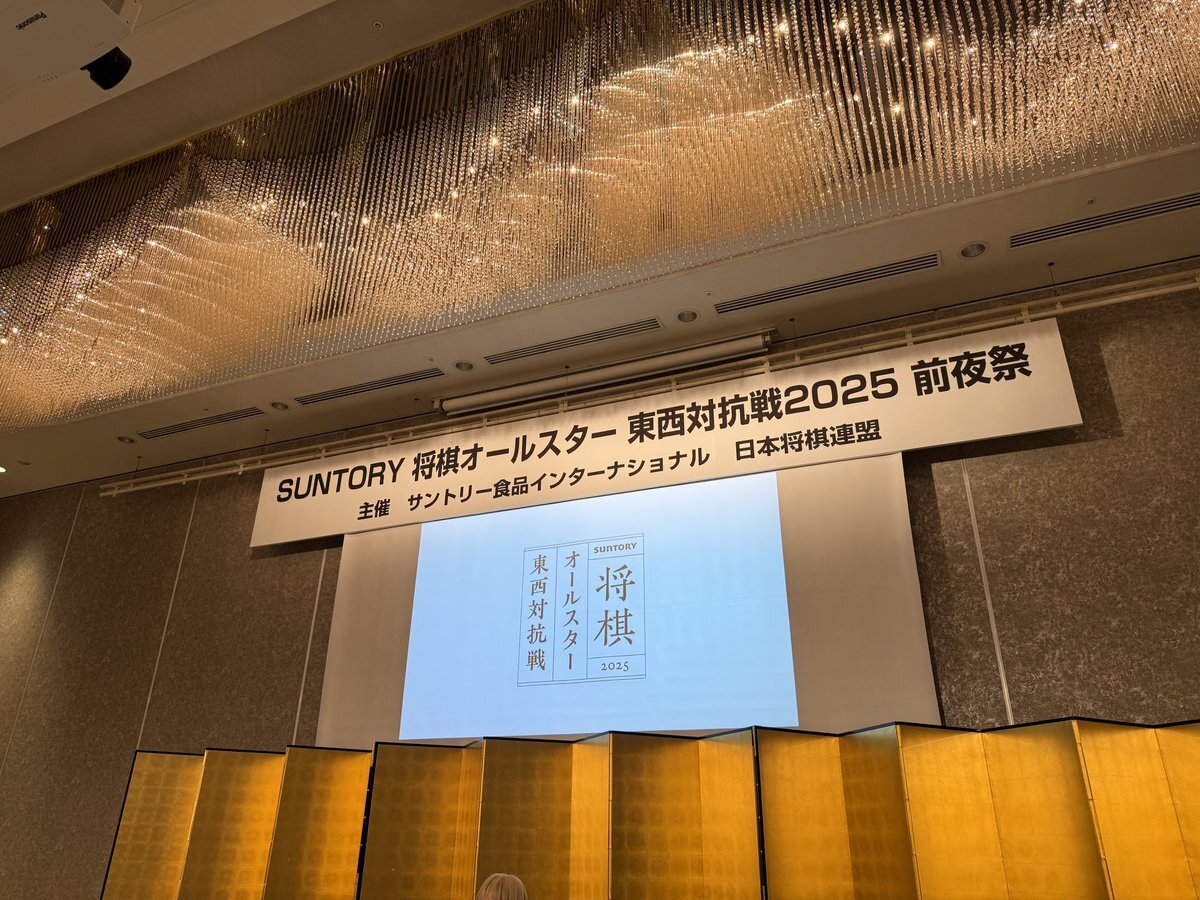 Panasonic
SUNTORY 将棋オールスター 東西対抗戦2025 前夜祭
主催 サントリー食品インターナショナル 日本将棋連盟
SUNTORY
将棋
2025
オールスター
東西対抗戦